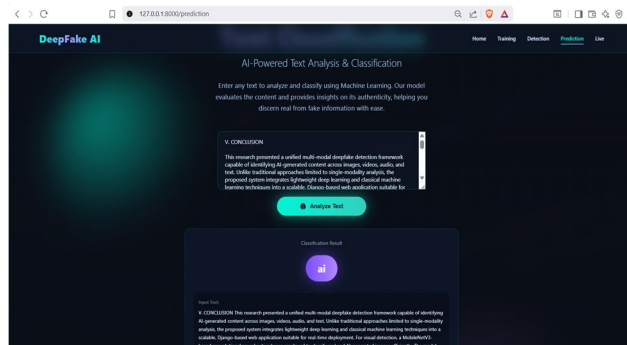 127.0.0.1:8000/prediction
DeepFake AI
Home Training Detection Prediction Live
AI-Powered Text Analysis & Classification
Enter any text to analyze and classify using Machine Learning. Our model
evaluates the content and provides insights on its authenticity, helping you
discern real from fake information with ease.
V. CONCLUSION
This research presented a unified multi-modal deepfake detection framework
capable of identifying AI-generated content across images, videos, audio, and
text. Unlike traditional approaches limited to single-modality analysis, the
proposed system integrates lightweight deep learning and classical machine
learning techniques into a scalable, Django-based web application suitable for
Analyze Text
Classification Result
ai
Input Text:
V. CONCLUSION This research presented a unified multi-modal deepfake detection framework capable of identifying
AI-generated content across images, videos, audio, and text. Unlike traditional approaches limited to single-modality
analysis, the proposed system integrates lightweight deep learning and classical machine learning techniques into a
scalable, Django-based web application suitable for real-time deployment. For visual detection, a MobileNetV3-